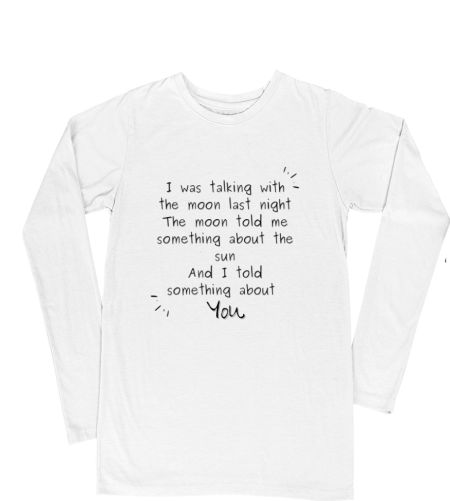 I was talking with
the moon last night
The moon told me
something about the
sun
And I told
something about
You